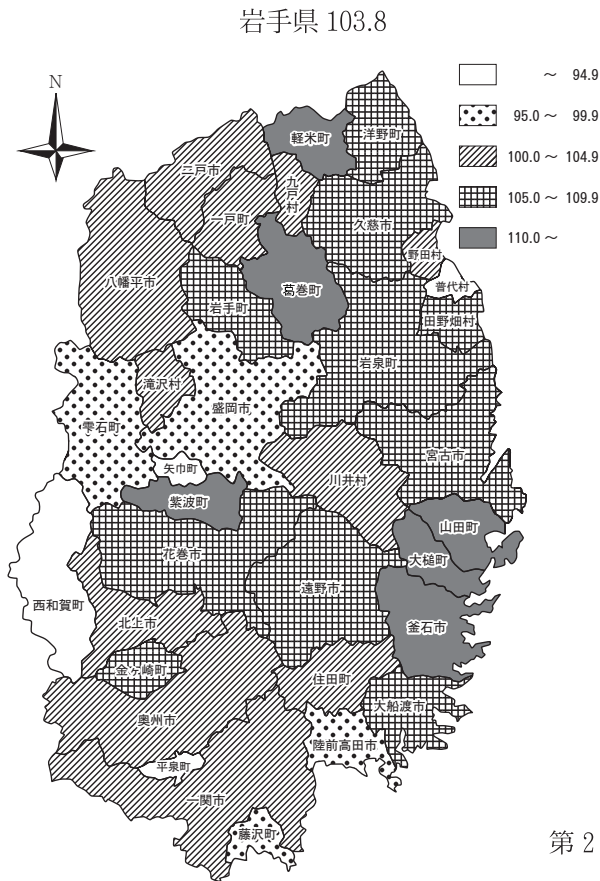 岩手県 103.8
N
～ 94.9
95.0 ～ 99.9
100.0 ～ 104.9
105.0 ～ 109.9
110.0 ～
軽米町
洋野町
二戸市
九戸村
一戸町
久慈市
野田村
八幡平市
葛巻町
普代村
岩手町
田野畑村
岩泉町
滝沢村
盛岡市
雫石町
宮古市
矢巾町
川井村
紫波町
山田町
花巻市
大槌町
遠野市
西和賀町
北上市
釜石市
金ヶ崎町
住田町
大船渡市
奥州市
陸前高田市
平泉町
一関市
藤沢町
第 2